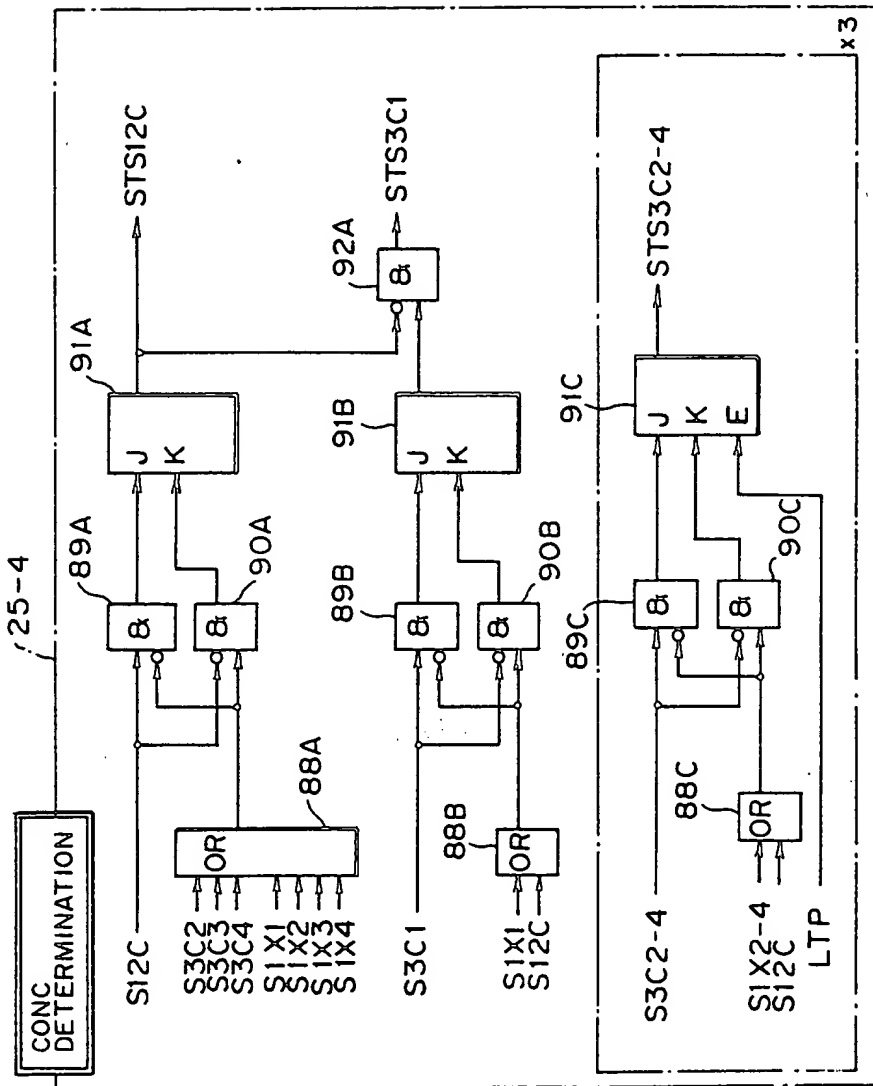 CONC
DETERMINATION
25-4
S12C
89A
&
90A
&
91A
J
K
STS12C
88A
OR
S3C2
S3C3
S3C4
S1X1
S1X2
S1X3
S1X4
S3C1
89B
&
90B
&
91B
J
K
92A
&
STS3C1
88B
OR
S1X1
S12C
S3C2-4
89C
&
90C
&
91C
J
K
E
STS3C2-4
88C
OR
S1X2-4
S12C
LTP
x3